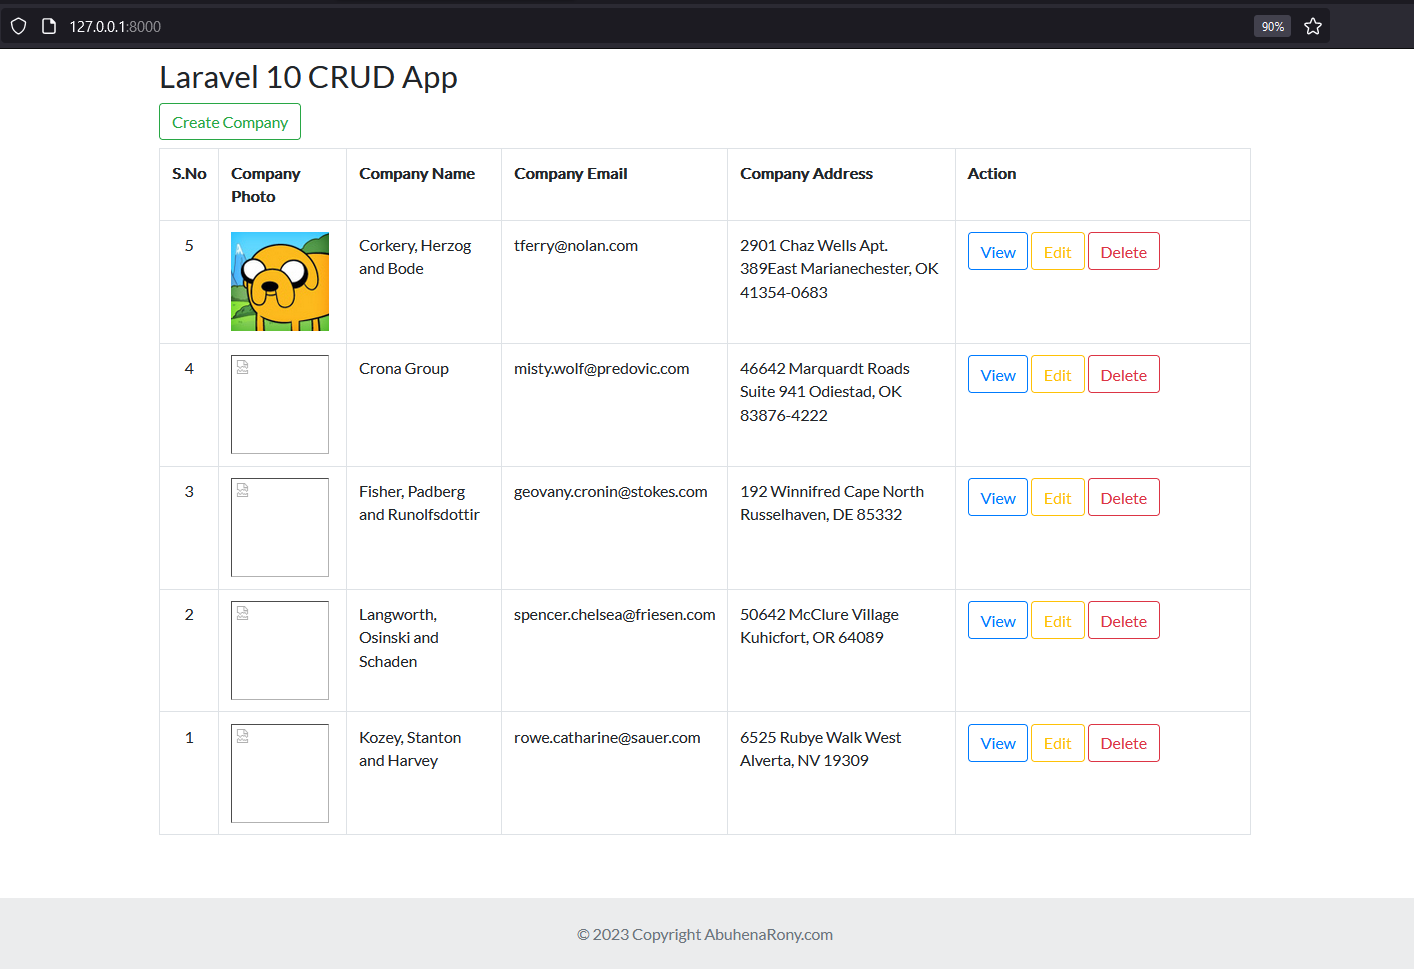 127.0.0.1:8000
90%
Laravel 10 CRUD App
Create Company
S.No
Company
Photo
Company Name
Company Email
Company Address
Action
5
Corkery, Herzog
and Bode
tferry@nolan.com
2901 Chaz Wells Apt.
389East Marianechester, OK
41354-0683
View
Edit
Delete
4
Crona Group
misty.wolf@predovic.com
46642 Marquardt Roads
Suite 941 Odiestad, OK
83876-4222
View
Edit
Delete
3
Fisher, Padberg
and Runolfsdottir
geovany.cronin@stokes.com
192 Winnifred Cape North
Russelhaven, DE 85332
View
Edit
Delete
2
Langworth,
Osinski and
Schaden
spencer.chelsea@friesen.com
50642 McClure Village
Kuhicfort, OR 64089
View
Edit
Delete
1
Kozey, Stanton
and Harvey
rowe.catharine@sauer.com
6525 Rubye Walk West
Alverta, NV 19309
View
Edit
Delete
© 2023 Copyright AbuhenaRony.com